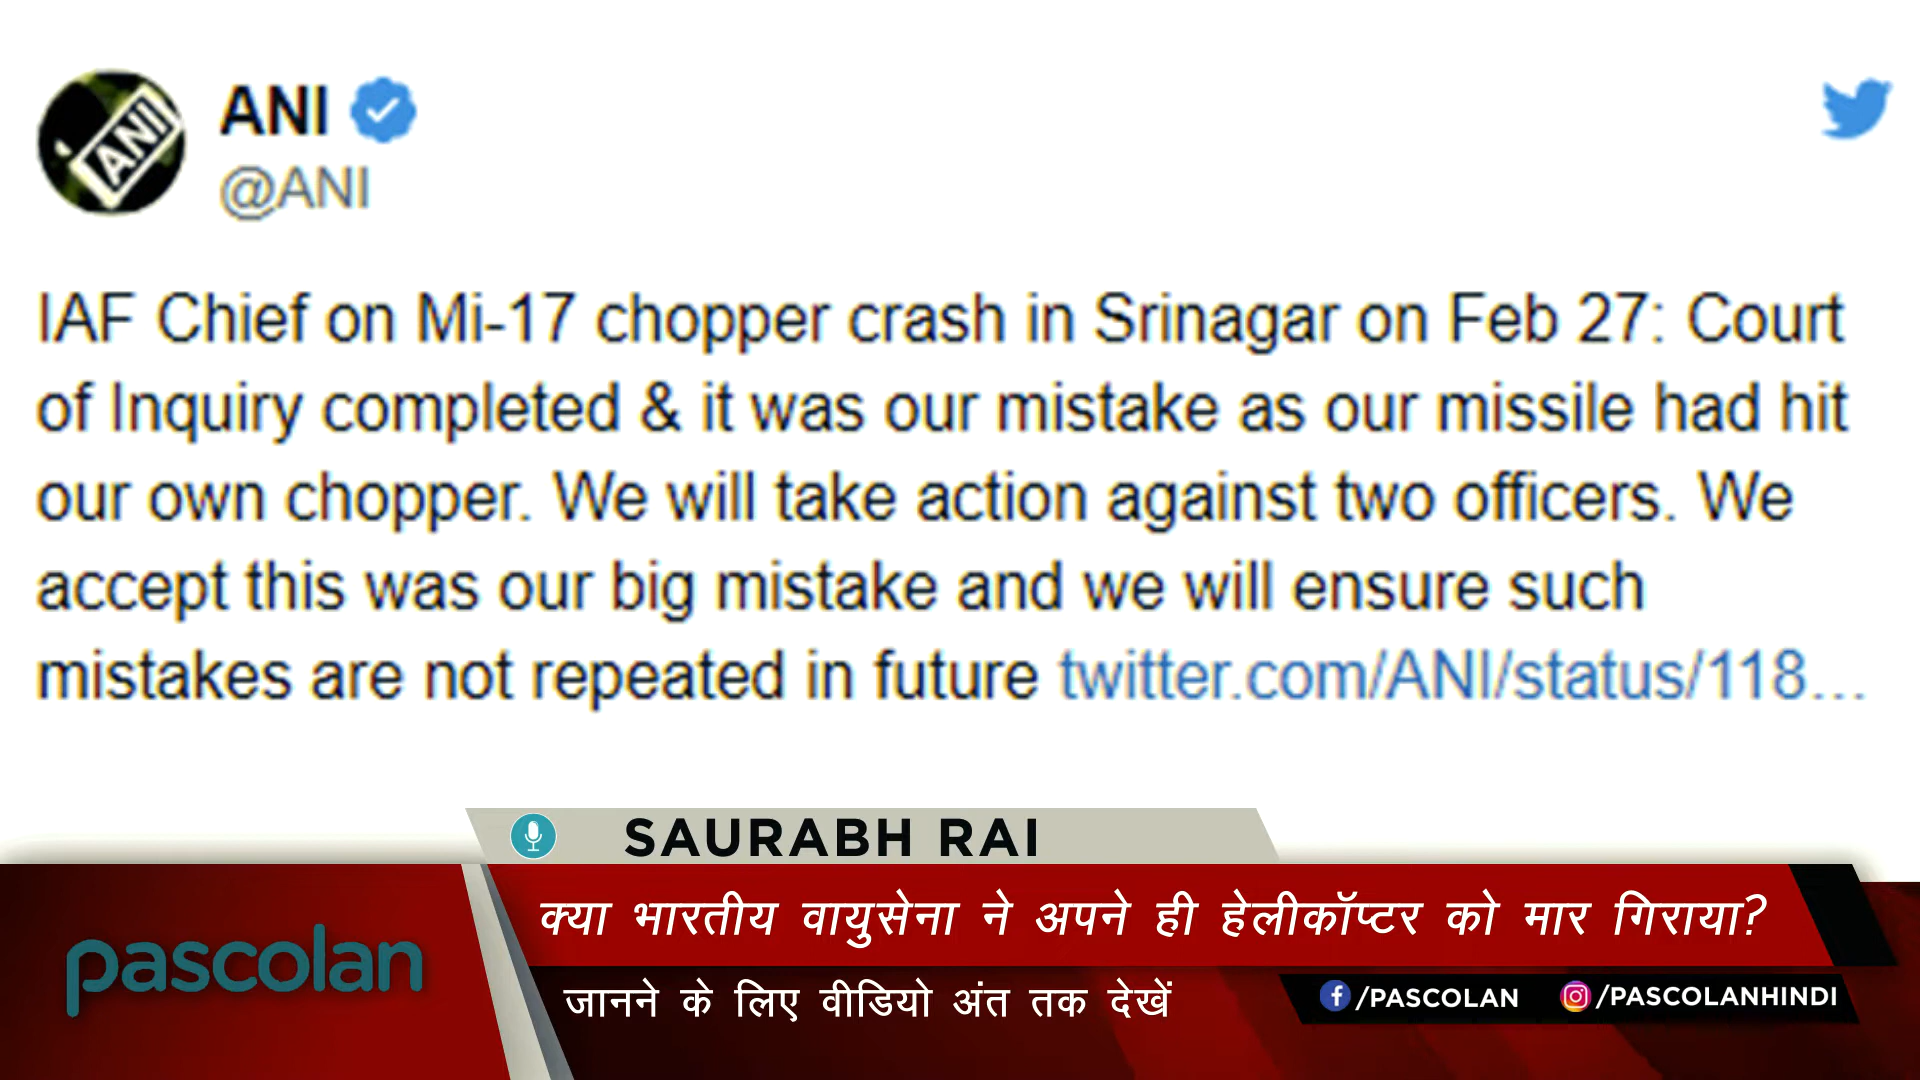 ANI
ANI
@ANI
IAF Chief on Mi-17 chopper crash in Srinagar on Feb 27: Court
of Inquiry completed & it was our mistake as our missile had hit
our own chopper. We will take action against two officers. We
accept this was our big mistake and we will ensure such
mistakes are not repeated in future twitter.com/ANI/status/118...
SAURABH RAI
क्या भारतीय वायुसेना ने अपने ही हेलीकॉप्टर को मार गिराया?
pascolan
जानने के लिए वीडियो अंत तक देखें
/PASCOLAN /PASCOLANHINDI